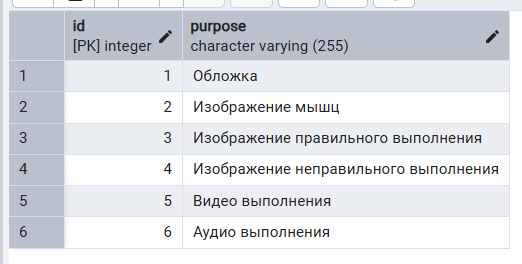 id purpose
[PK] integer character varying (255)
1 1 Обложка
2 2 Изображение мышц
3 3 Изображение правильного выполнения
4 4 Изображение неправильного выполнения
5 5 Видео выполнения
6 6 Аудио выполнения